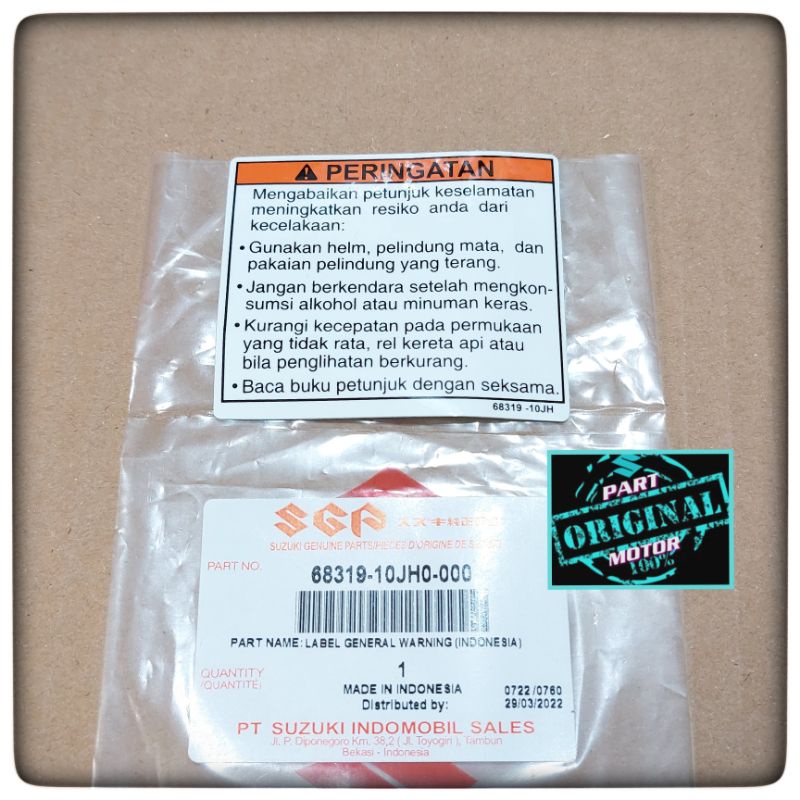 ⚠ PERINGATAN
Mengabaikan petunjuk keselamatan
meningkatkan resiko anda dari
kecelakaan:
• Gunakan helm, pelindung mata, dan
pakaian pelindung yang terang.
• Jangan berkendara setelah mengkon-
sumsi alkohol atau minuman keras.
• Kurangi kecepatan pada permukaan
yang tidak rata, rel kereta api atau
bila penglihatan berkurang.
• Baca buku petunjuk dengan seksama.
68319 -10JH
PART
ORIGINAL
MOTOR
100%
SGP
SUZUKI GENUINE PARTS/PIECES D'ORIGINE DE
PART NO.
68319-10JH0-000
PART NAME: LABEL GENERAL WARNING (INDONESIA)
QUANTITY
(QUANTITÉ)
1
MADE IN INDONESIA
0722 /0760
Distributed by:
29/03/2022
PT SUZUKI INDOMOBIL SALES
Jl. P. Diponegoro Km. 38,2 ( Jl. Toyogiri ), Tambun
Bekasi - Indonesia